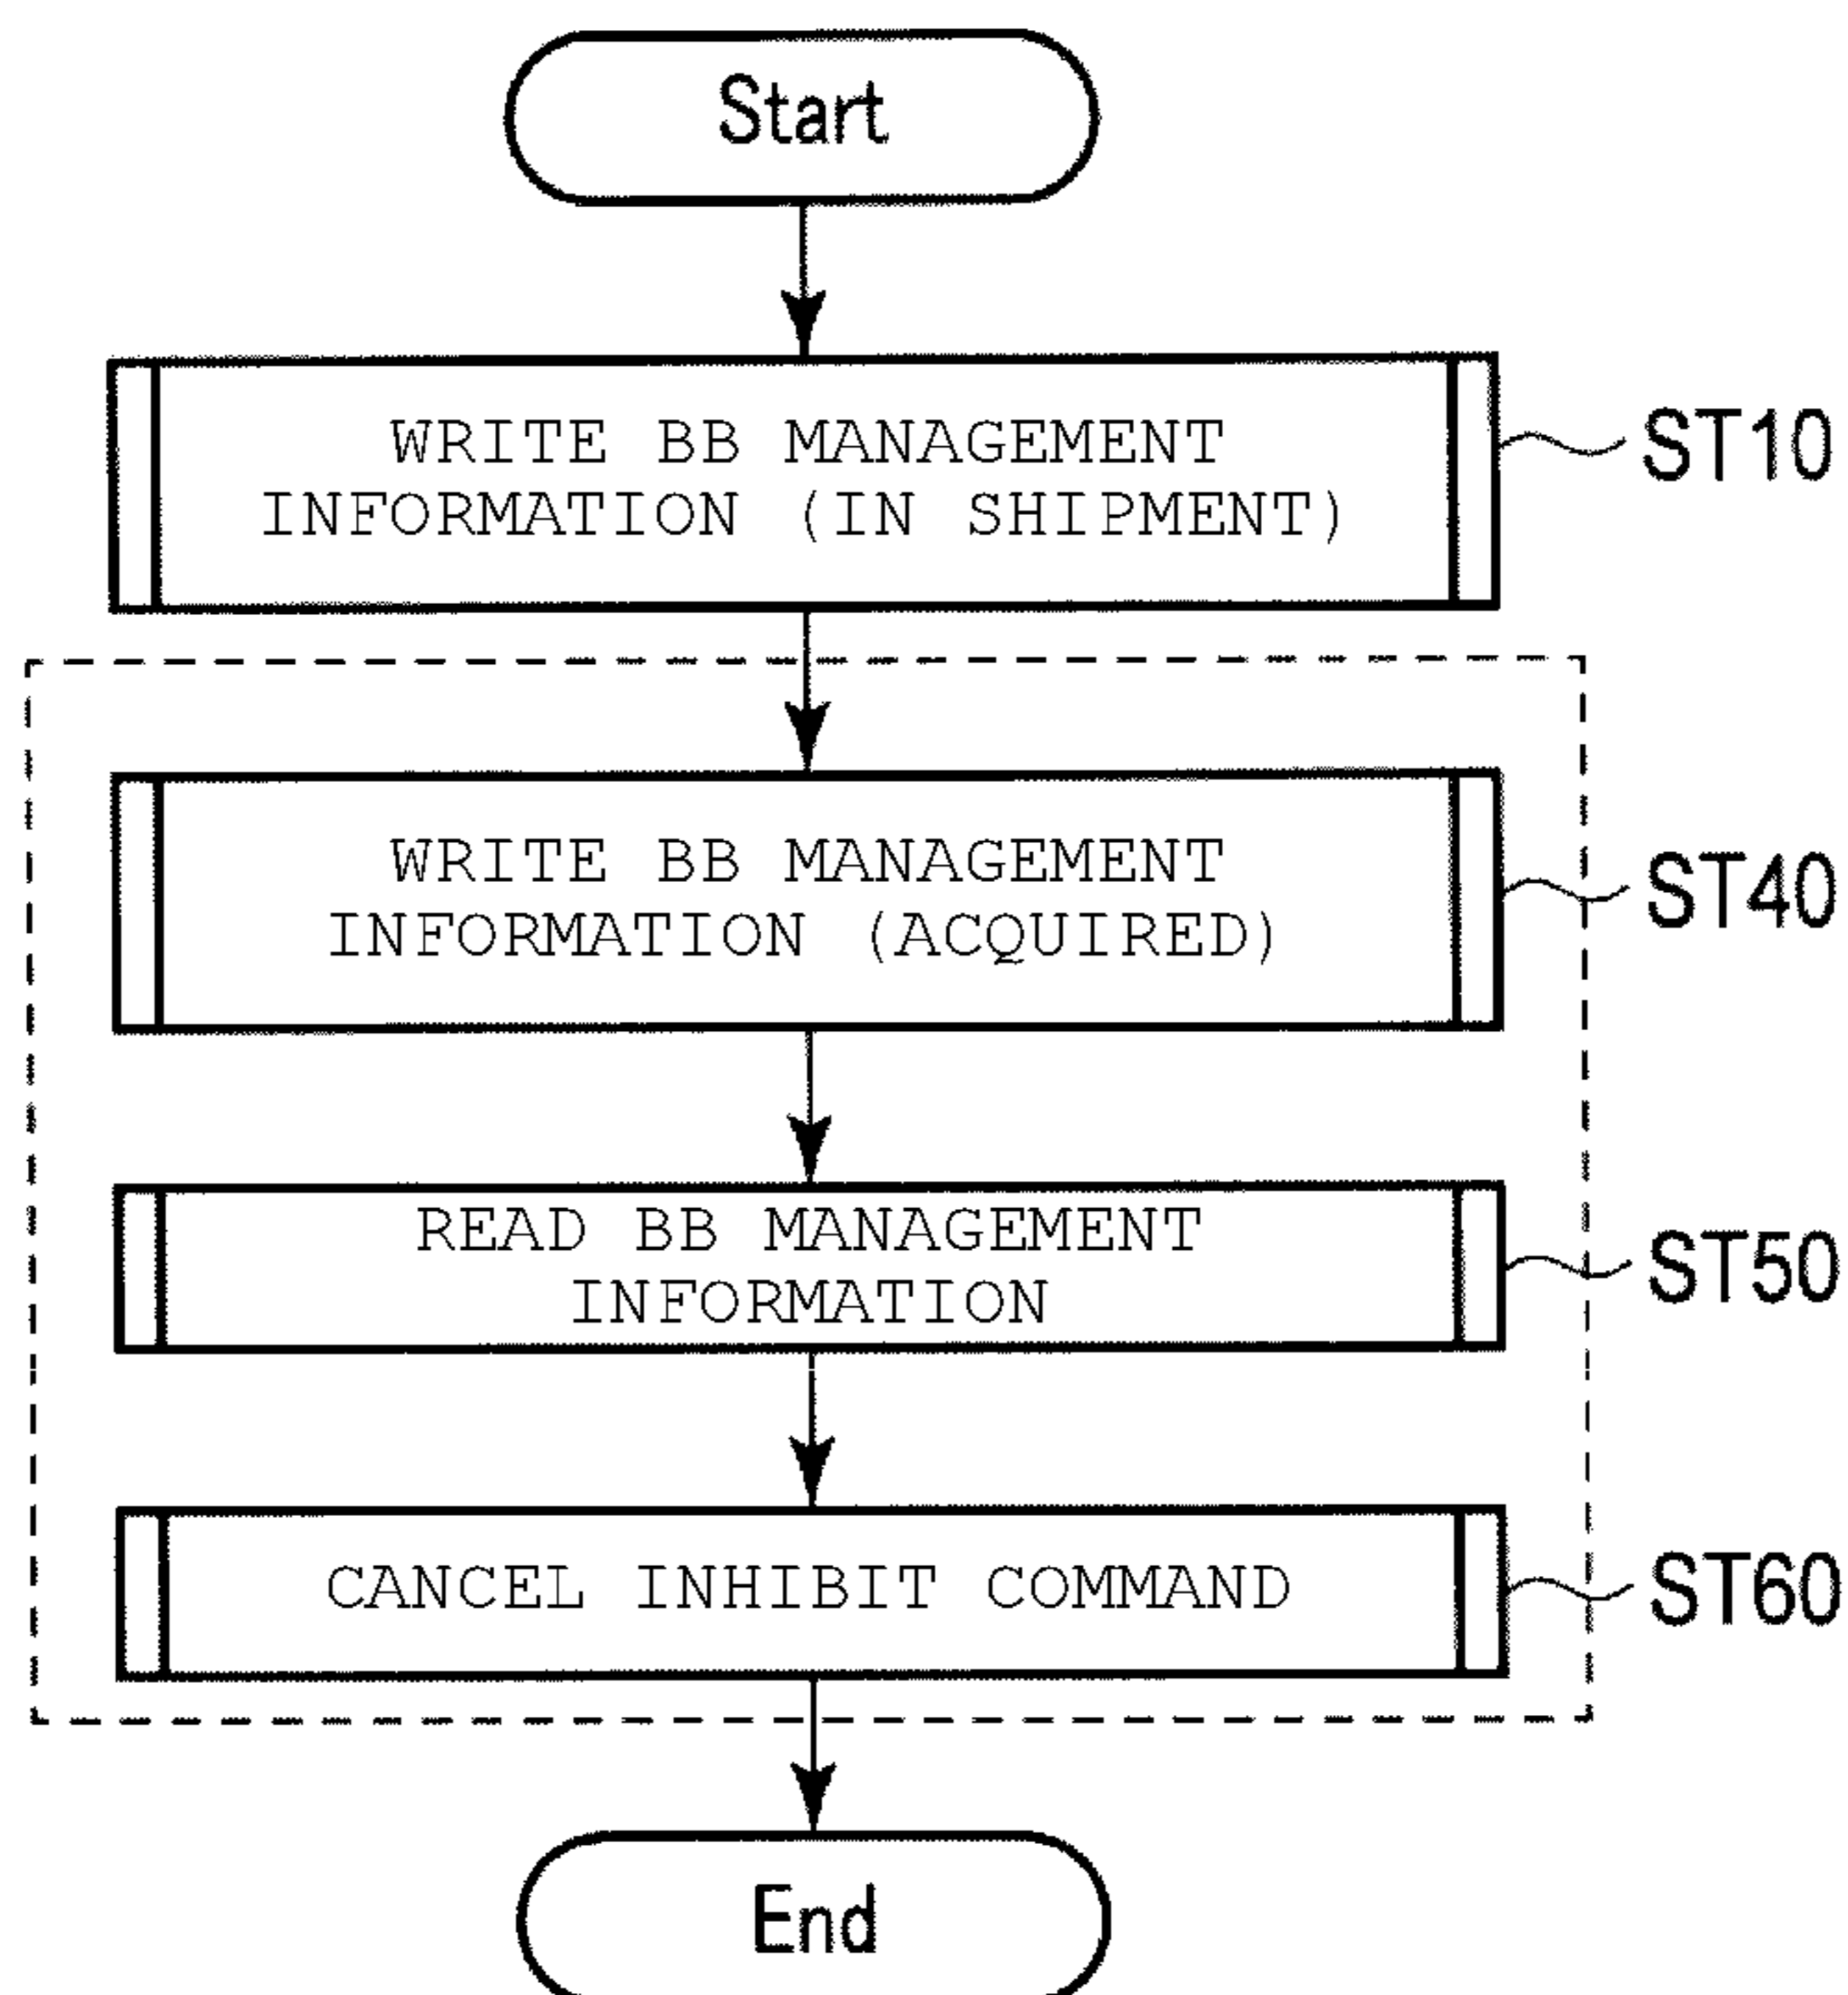 Start
WRITE BB MANAGEMENT
INFORMATION (IN SHIPMENT)
ST10
WRITE BB MANAGEMENT
INFORMATION (ACQUIRED)
ST40
READ BB MANAGEMENT
INFORMATION
ST50
CANCEL INHIBIT COMMAND
ST60
End